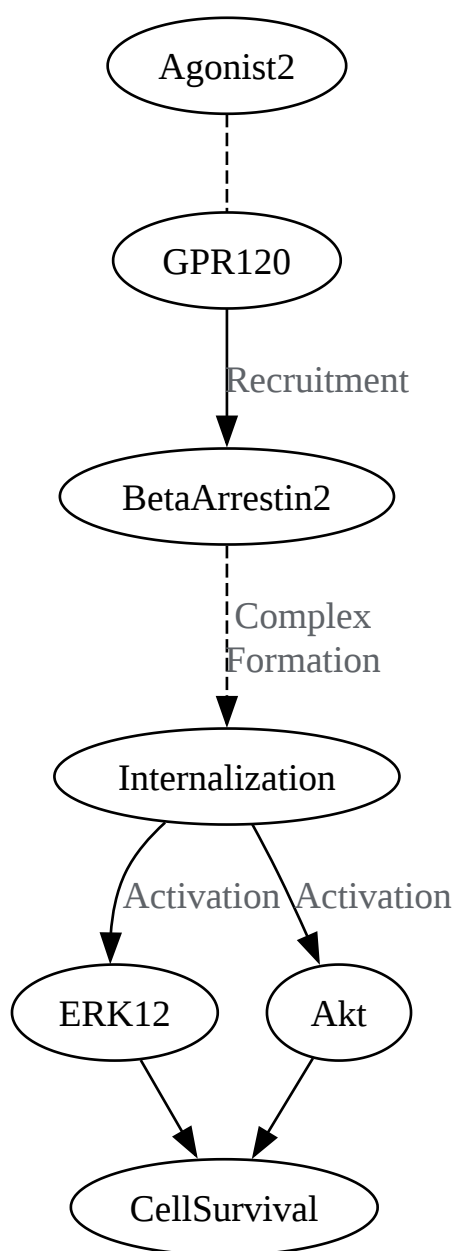 Agonist2
GPR120
Recruitment
BetaArrestin2
Complex
Formation
Internalization
Activation Activation
ERK12 Akt
CellSurvival